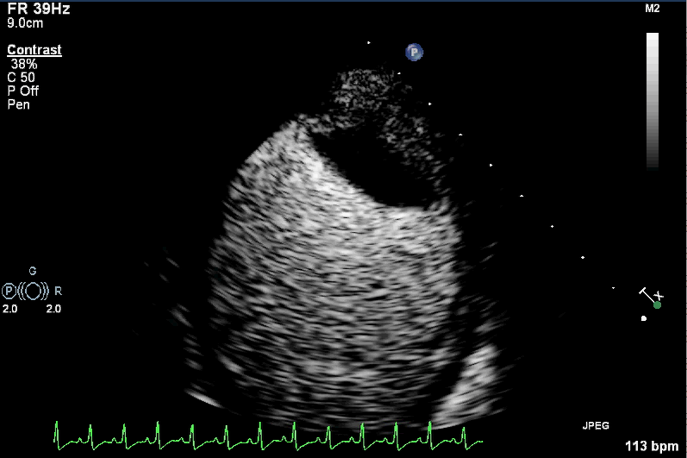 FR 39Hz
9.0cm
M2
P
Contrast
38%
C 50
P Off
Pen
G
P R
2.0 2.0
X
JPEG
113 bpm